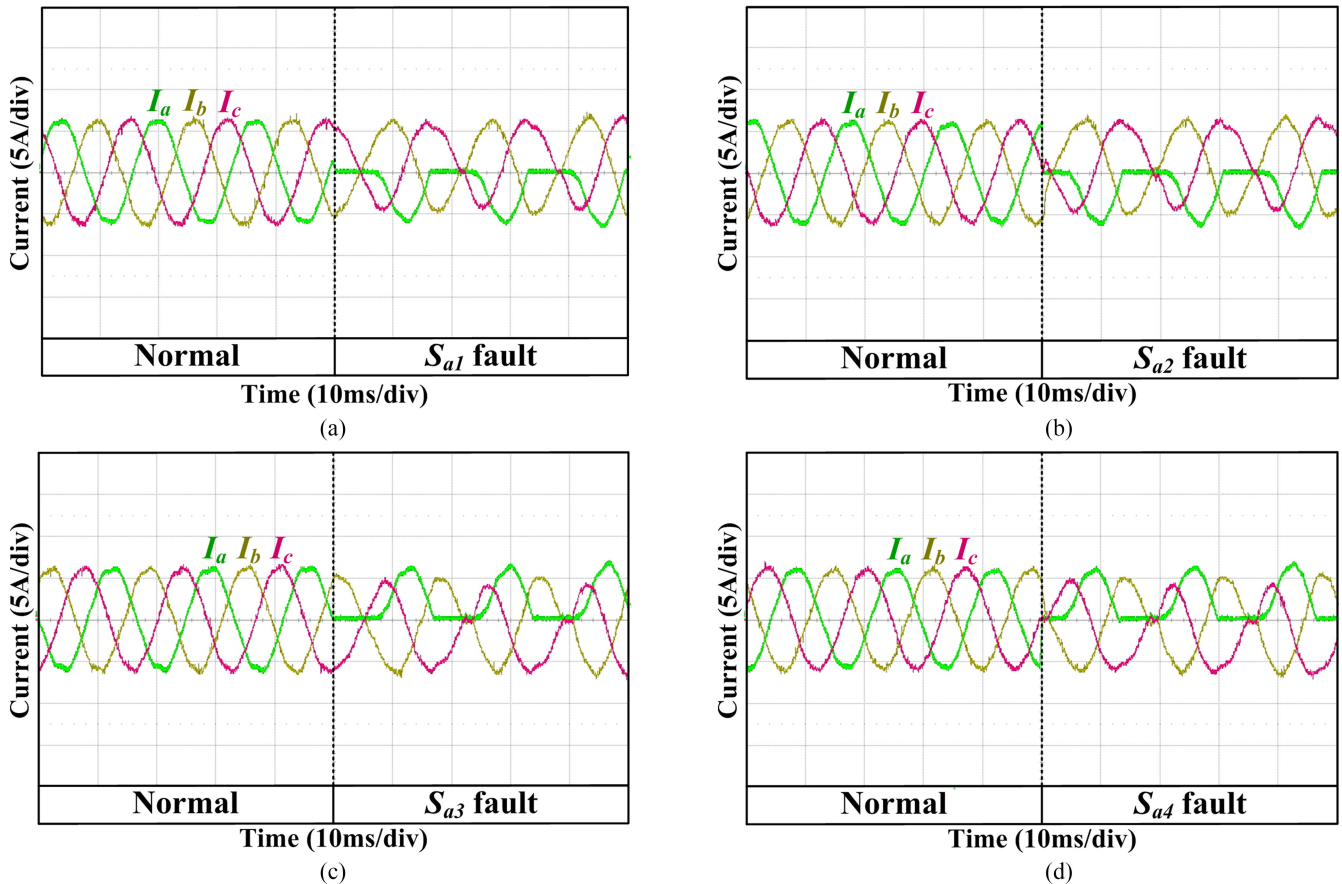 Current (5A/div)
Ia Ib Ic
Normal
Sa1 fault
Time (10ms/div)
(a)
Current (5A/div)
Ia Ib Ic
Normal
Sa2 fault
Time (10ms/div)
(b)
Current (5A/div)
Ia Ib Ic
Normal
Sa3 fault
Time (10ms/div)
(c)
Current (5A/div)
Ia Ib Ic
Normal
Sa4 fault
Time (10ms/div)
(d)